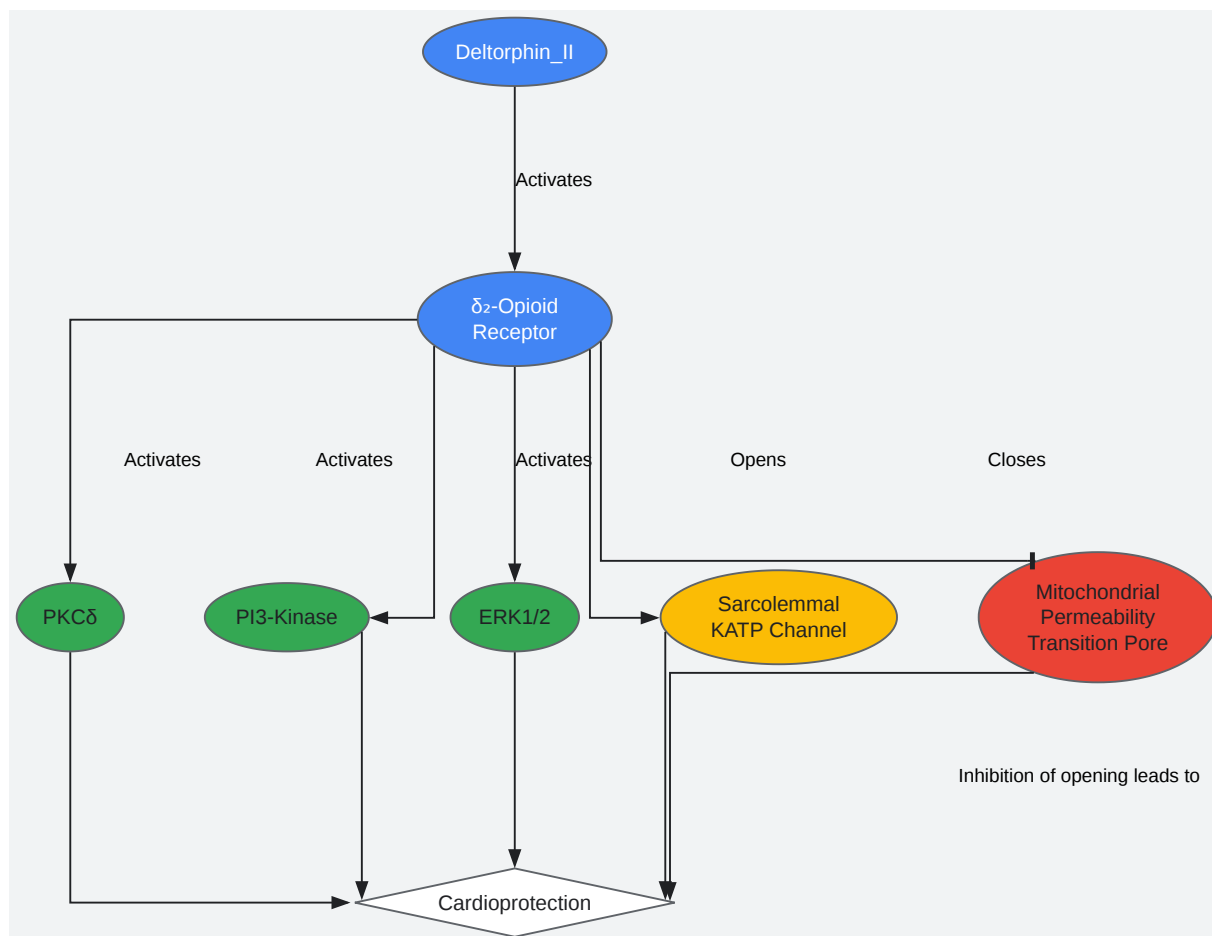 Deltorphin_II
Activates
δ₂-Opioid
Receptor
Activates
Activates
Activates
Opens
Closes
PKCδ
PI3-Kinase
ERK1/2
Sarcolemmal
KATP Channel
Mitochondrial
Permeability
Transition Pore
Inhibition of opening leads to
Cardioprotection